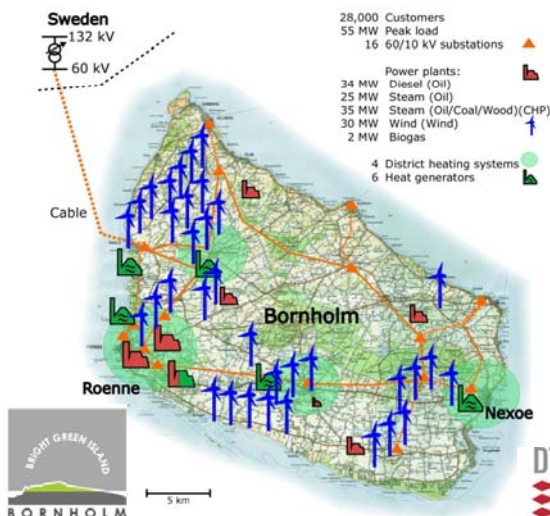 Sweden
132 kV
60 kV
28,000 Customers
55 MW Peak load
16 60/10 kV substations
Power plants:
34 MW Diesel (Oil)
25 MW Steam (Oil)
35 MW Steam (Oil/Coal/Wood)(CHP)
30 MW Wind (Wind)
2 MW Biogas
4 District heating systems
6 Heat generators
Cable
Bornholm
Roenne
Nexoe
BRIGHT GREEN ISLAND
BORNHOLM
5 km
DT